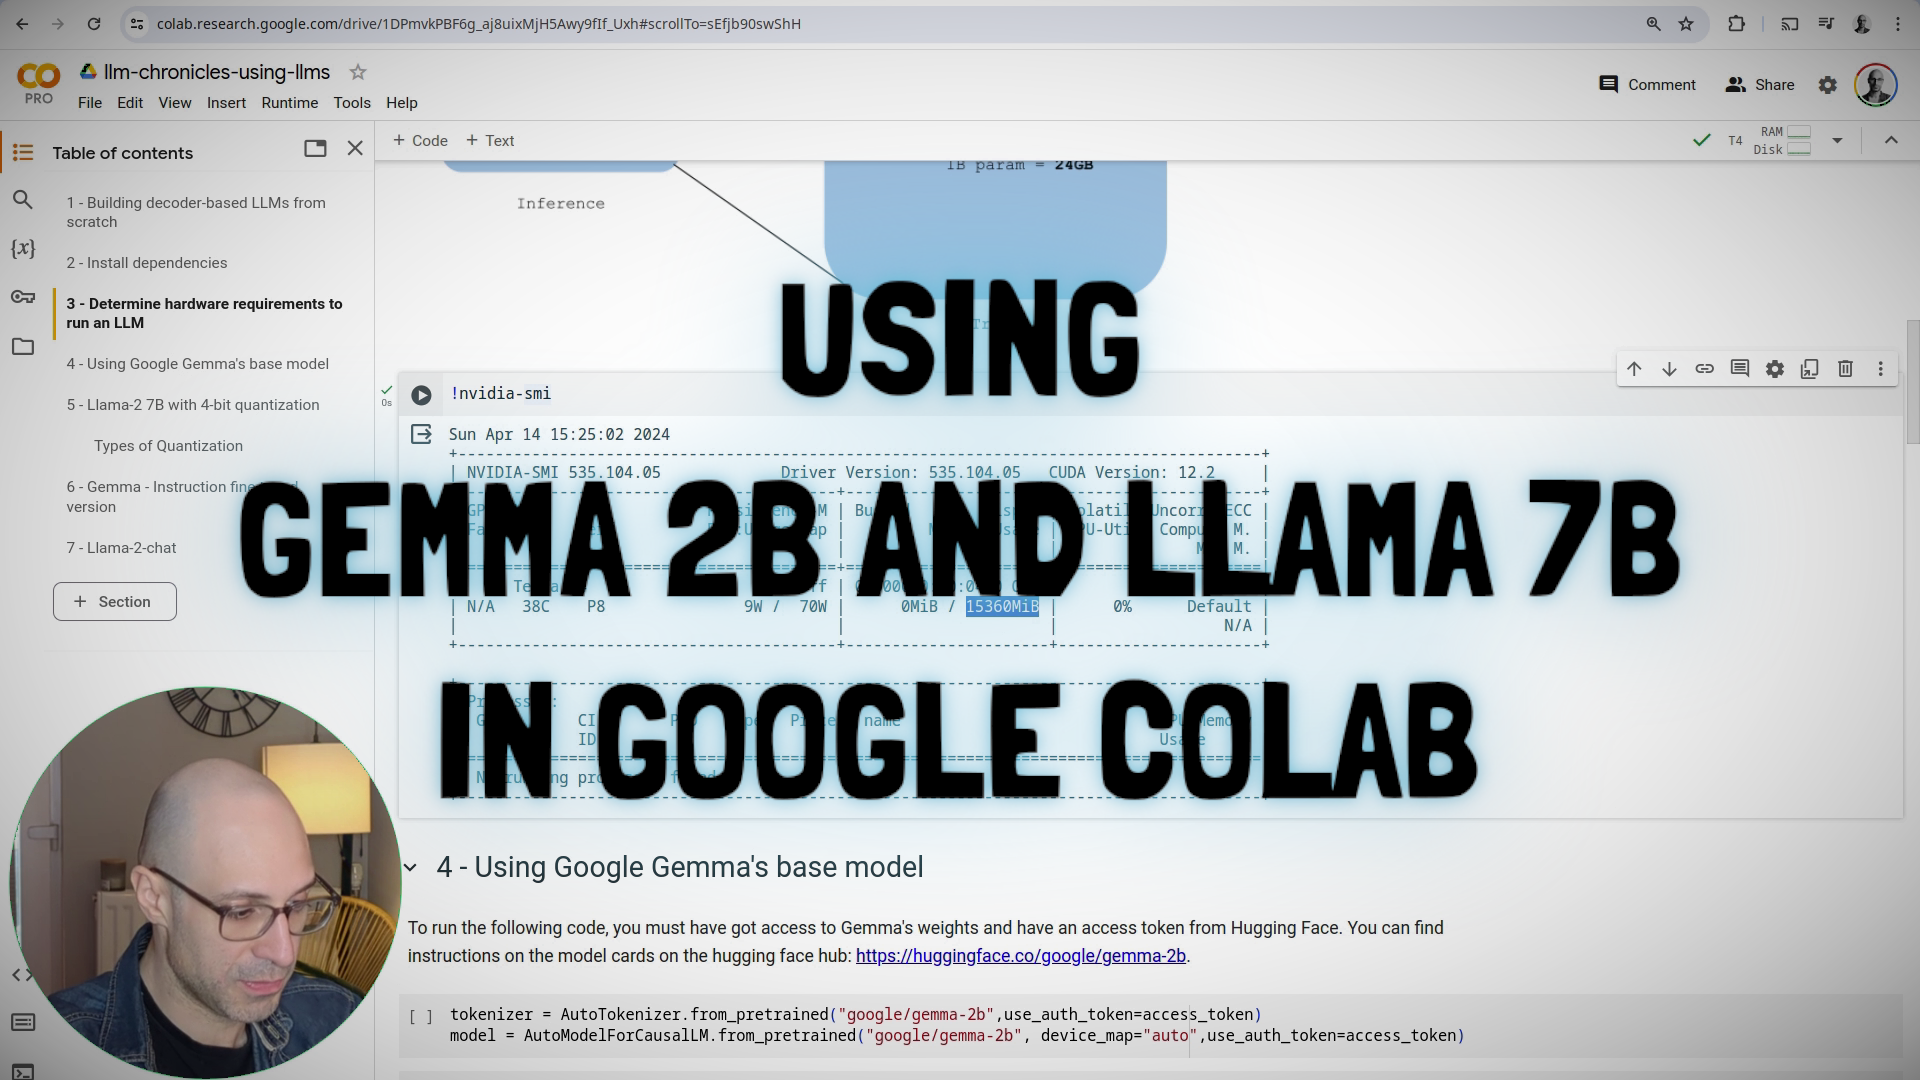 colab.research.google.com/drive/1DPmvkPBF6g_aj8uixMjH5Awy9fIf_Uxh#scrollTo=sEfjb90swShH
PRO
llm-chronicles-using-llms
File Edit View Insert Runtime Tools Help
Comment
Share
Table of contents
1 - Building decoder-based LLMs from
scratch
2 - Install dependencies
3 - Determine hardware requirements to
run an LLM
4 - Using Google Gemma's base model
5 - Llama-2 7B with 4-bit quantization
Types of Quantization
6 - Gemma - Instruction
version
7 - Llama-2-chat
+ Section
+ Code + Text
T4
RAM
Disk
1B param = 24GB
Inference
USING
GEMMA 2B AND LLAMA 7B
IN GOOGLE COLAB
0s
!nvidia-smi
Sun Apr 14 15:25:02 2024
NVIDIA-SMI 535.104.05 Driver Version: 535.104.05 CUDA Version: 12.2
ECC
M.
M.
N/A 38C P8 9W / 70W | 0MiB / 15360MiB | 0% Default
N/A
name
4 - Using Google Gemma's base model
To run the following code, you must have got access to Gemma's weights and have an access token from Hugging Face. You can find
instructions on the model cards on the hugging face hub: https://huggingface.co/google/gemma-2b.
[ ] tokenizer = AutoTokenizer.from_pretrained("google/gemma-2b",use_auth_token=access_token)
model = AutoModelForCausalLM.from_pretrained("google/gemma-2b", device_map="auto",use_auth_token=access_token)